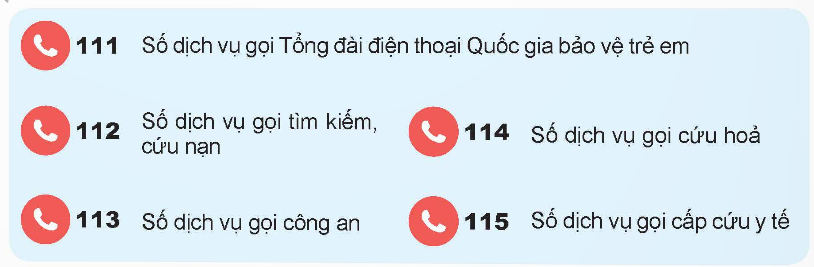 111 Số dịch vụ gọi Tổng đài điện thoại Quốc gia bảo vệ trẻ em
112 Số dịch vụ gọi tìm kiếm,
cứu nạn
114 Số dịch vụ gọi cứu hoả
113 Số dịch vụ gọi công an
115 Số dịch vụ gọi cấp cứu y tế